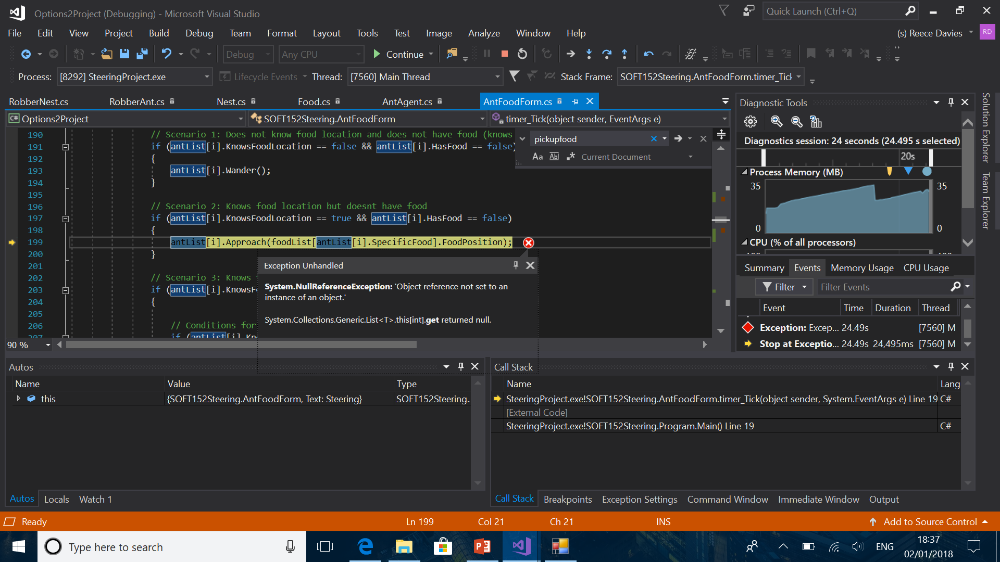 Options2Project (Debugging) - Microsoft Visual Studio
Quick Launch (Ctrl+Q)
File Edit View Project Build Debug Team Format Layout Tools Test Image Analyze Window Help
(s) Reece Davies RD
Debug Any CPU Continue
Process: [8292] SteeringProject.exe Lifecycle Events Thread: [7560] Main Thread Stack Frame: SOFT152Steering.AntFoodForm.timer_Tick
RobberNest.cs RobberAnt.cs Nest.cs Food.cs AntAgent.cs AntFoodForm.cs
C# Options2Project SOFT152Steering.AntFoodForm timer_Tick(object sender, EventArgs e)
pickupfood
Aa Abl Current Document
190 // Scenario 1: Does not know food location and does not have food (knows
191 if (antList[i].KnowsFoodLocation == false && antList[i].HasFood == false)
192 {
193 antList[i].Wander();
194 }
195
196 // Scenario 2: Knows food location but doesnt have food
197 if (antList[i].KnowsFoodLocation == true && antList[i].HasFood == false)
198 {
199 antList[i].Approach(foodList[antList[i].SpecificFood].FoodPosition);
200 }
201
202 // Scenario 3: Knows
203 if (antList[i].KnowsFo
204 {
205
206 // Conditions for
207 if (antList[i].Kn
Exception Unhandled
System.NullReferenceException: 'Object reference not set to an
instance of an object.'
System.Collections.Generic.List<T>.this[int].get returned null.
90 %
Diagnostic Tools
Diagnostics session: 24 seconds (24.495 s selected)
20s
Process Memory (MB)
35 35
0 0
CPU (% of all processors)
Summary Events Memory Usage CPU Usage
Filter Filter Events
Event Time Duration Thread
Exception: Excep... 24.49s [7560] M
Stop at Exceptio... 24.49s 24,495ms [7560] M
Solution Explorer
Team Explorer
Autos
Name Value Type
this {SOFT152Steering.AntFoodForm, Text: Steering} SOFT152Steering.
Autos Locals Watch 1
Call Stack
Name Lang
SteeringProject.exe!SOFT152Steering.AntFoodForm.timer_Tick(object sender, System.EventArgs e) Line 19 C#
[External Code]
SteeringProject.exe!SOFT152Steering.Program.Main() Line 19 C#
Call Stack Breakpoints Exception Settings Command Window Immediate Window Output
Ready Ln 199 Col 21 Ch 21 INS Add to Source Control
Type here to search
ENG
18:37
02/01/2018